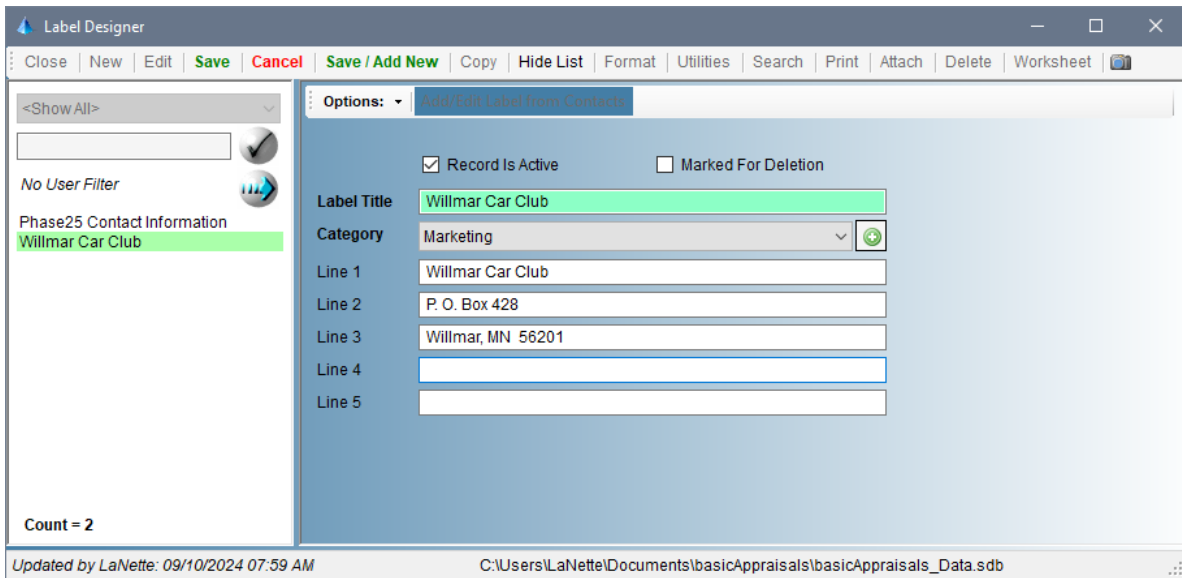 Label Designer
Close New Edit Save Cancel Save / Add New Copy Hide List Format Utilities Search Print Attach Delete Worksheet
<Show All>
Options: Add/Edit Label from Contacts
No User Filter
Phase25 Contact Information
Willmar Car Club
Count = 2
Record Is Active Marked For Deletion
Label Title Willmar Car Club
Category Marketing
Line 1 Willmar Car Club
Line 2 P. O. Box 428
Line 3 Willmar, MN 56201
Line 4
Line 5
Updated by LaNette: 09/10/2024 07:59 AM C:\Users\LaNette\Documents\basicAppraisals\basicAppraisals_Data.sdb